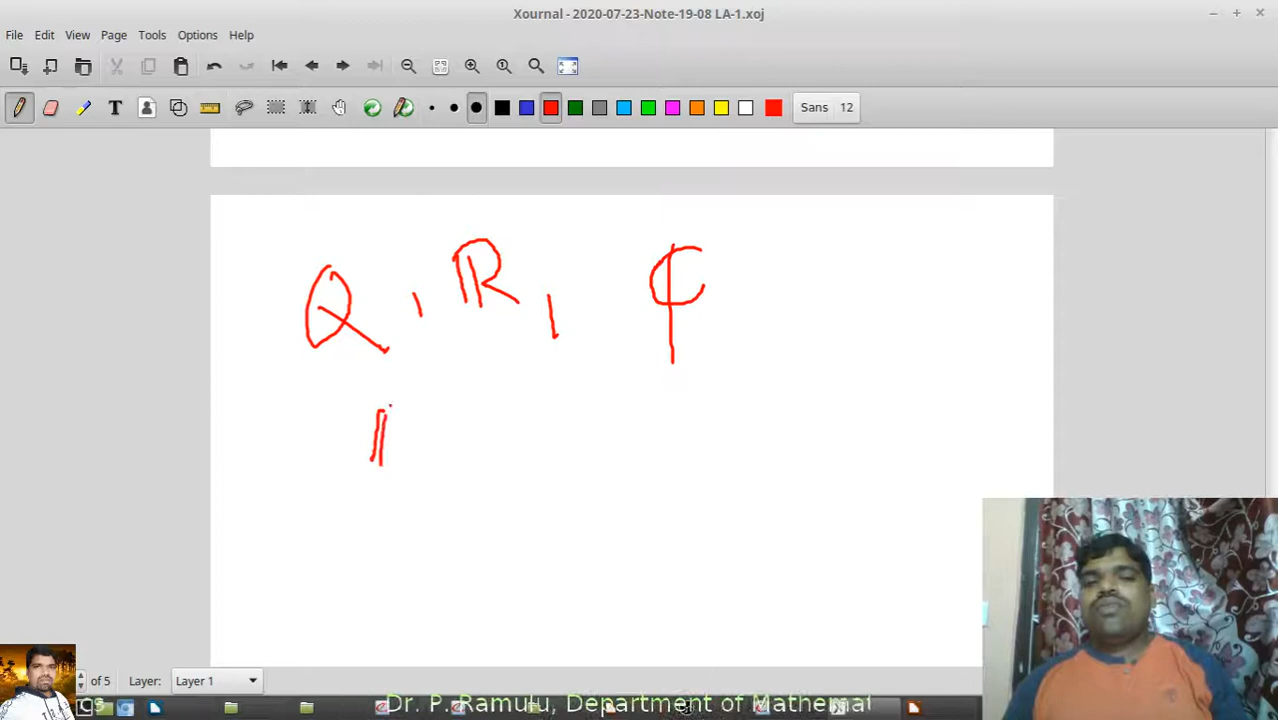 Xournal - 2020-07-23-Note-19-08 LA-1.xoj
File Edit View Page Tools Options Help
Sans 12
ℚ, ℝ, ℂ
of 5 Layer: Layer 1
cs Dr. P. Ramulu, Department of Mathemat